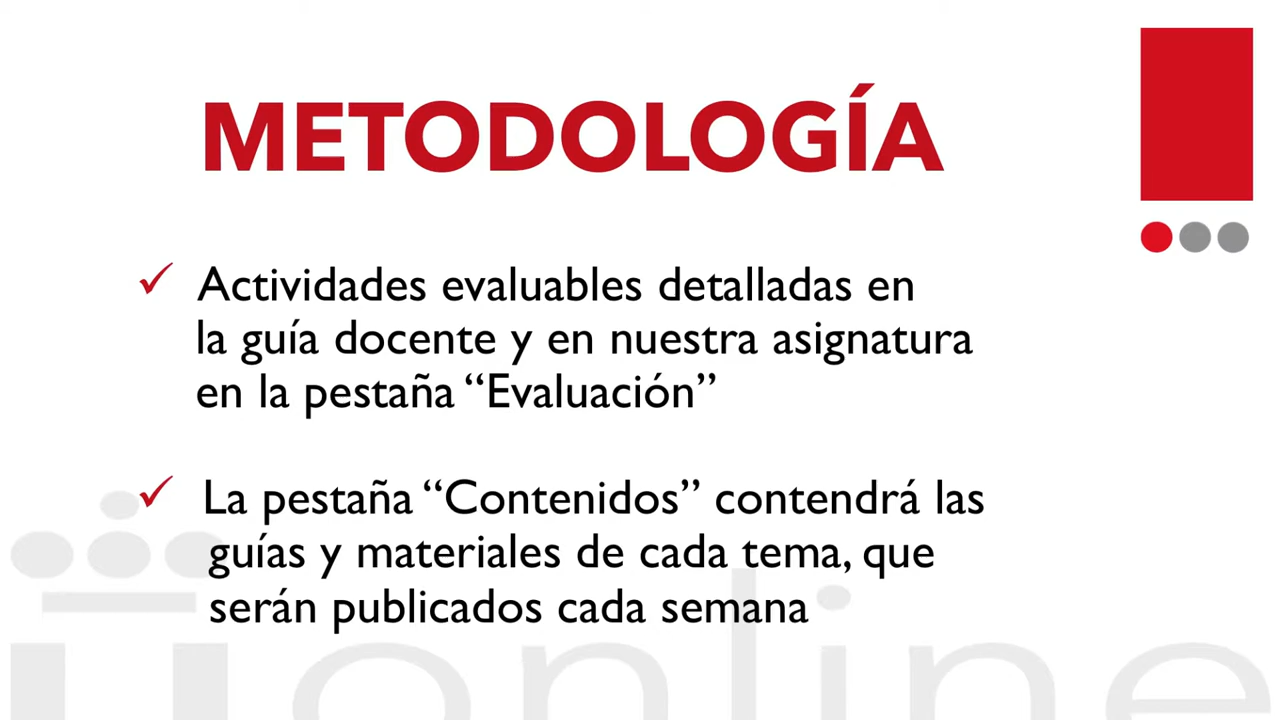 METODOLOGÍA
✓ Actividades evaluables detalladas en
la guía docente y en nuestra asignatura
en la pestaña “Evaluación”
✓ La pestaña “Contenidos” contendrá las
guías y materiales de cada tema, que
serán publicados cada semana
online